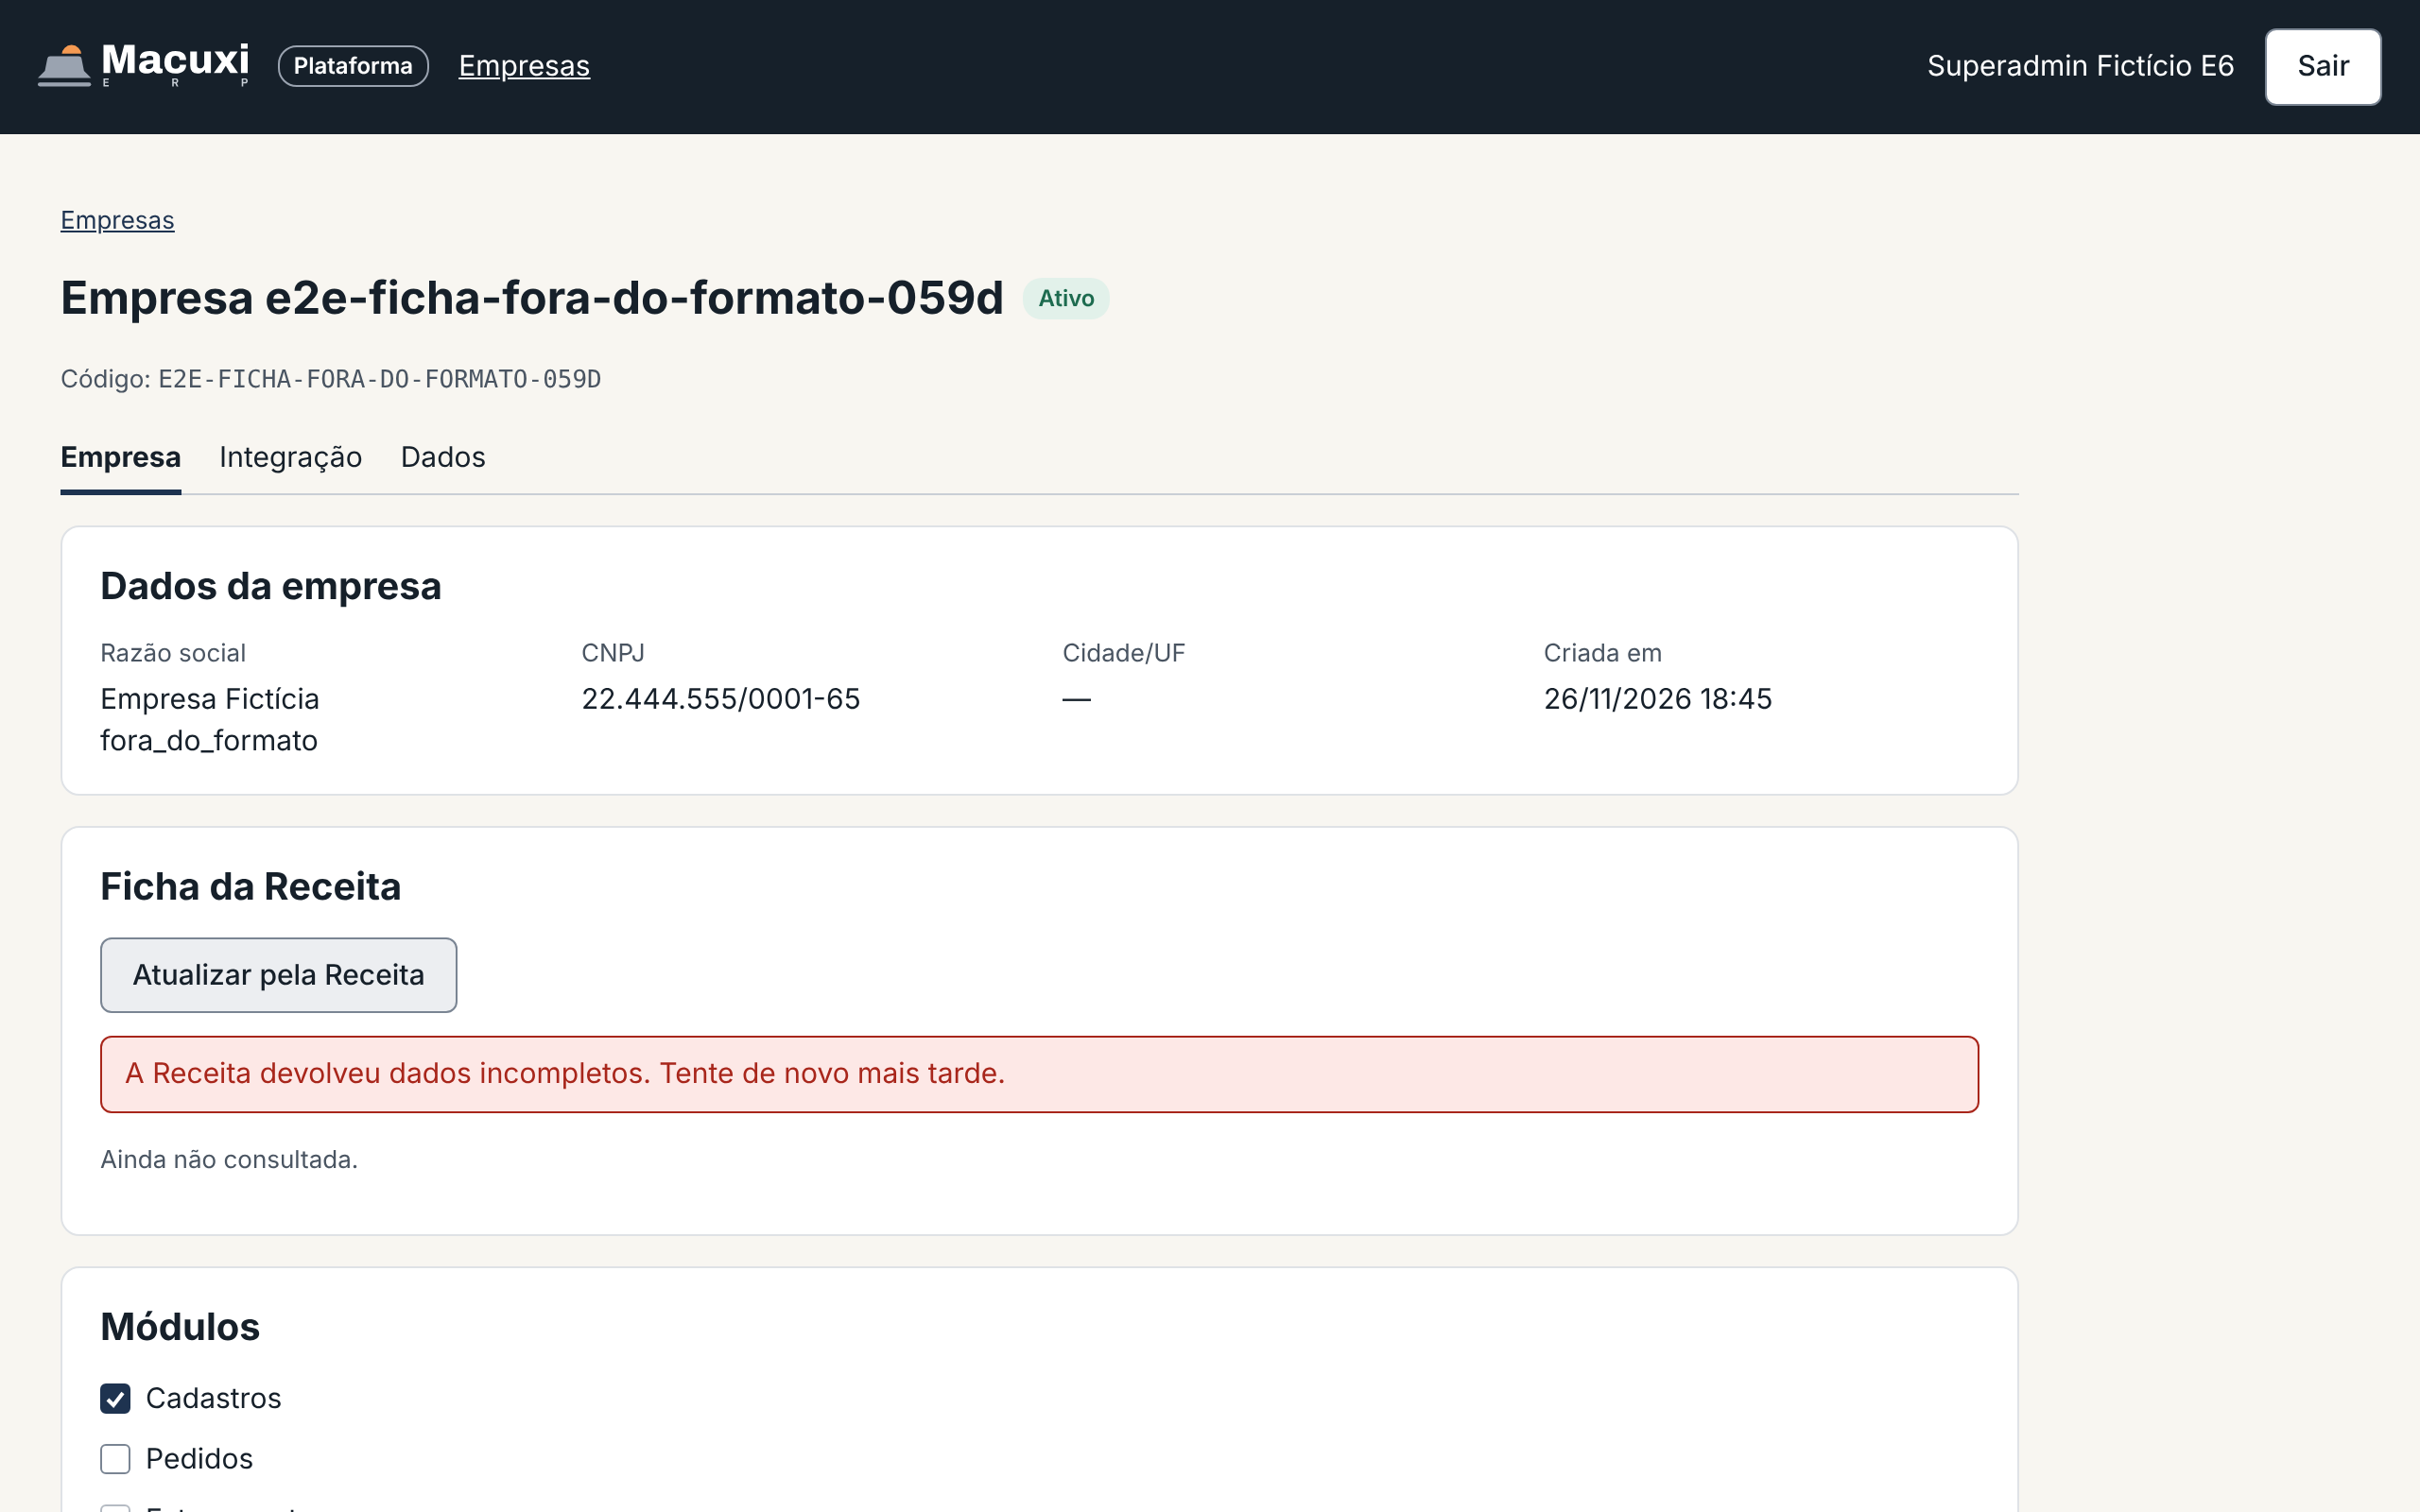 Macuxi
E R P
Plataforma
Empresas
Superadmin Fictício E6
Sair
Empresas
Empresa e2e-ficha-fora-do-formato-059d
Ativo
Código: E2E-FICHA-FORA-DO-FORMATO-059D
Empresa
Integração
Dados
Dados da empresa
Razão social
Empresa Fictícia
fora_do_formato
CNPJ
22.444.555/0001-65
Cidade/UF
—
Criada em
26/11/2026 18:45
Ficha da Receita
Atualizar pela Receita
A Receita devolveu dados incompletos. Tente de novo mais tarde.
Ainda não consultada.
Módulos
Cadastros
Pedidos